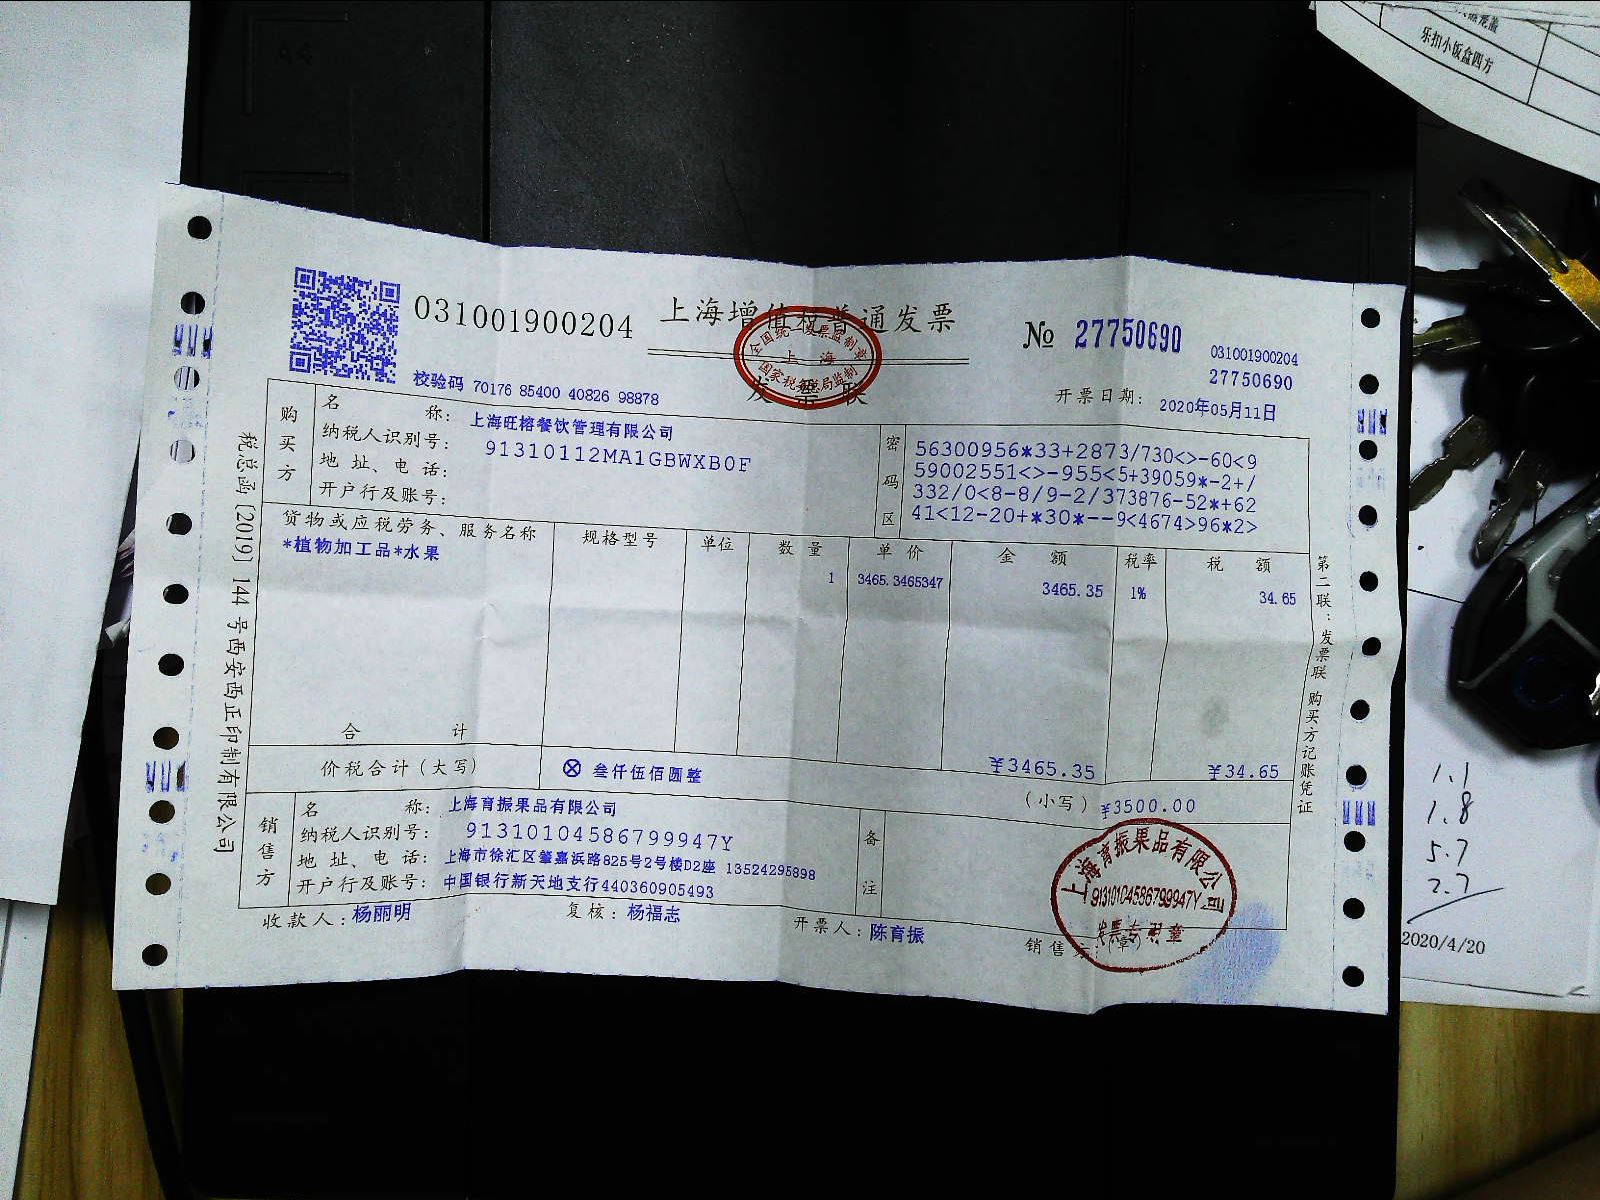 乐扣小饭盒四方
031001900204
上海增值税普通发票
全国统一发票监制章
上海
国家税务总局监制
发票联
№ 27750690
031001900204
27750690
校验码 70176 85400 40826 98878
开票日期: 2020年05月11日
购买方
名称: 上海旺榕餐饮管理有限公司
纳税人识别号: 91310112MA1GBWXB0F
地址、电话:
开户行及账号:
密码区
56300956*33+2873/730<>-60<9
59002551<>-955<5+39059*-2+/
332/0<8-8/9-2/373876-52*+62
41<12-20+*30*---9<4674>96*2>
货物或应税劳务、服务名称 规格型号 单位 数量 单价 金额 税率 税额
*植物加工品*水果 1 3465.3465347 3465.35 1% 34.65
合计 ¥3465.35 ¥34.65
价税合计(大写) ⊗ 叁仟伍佰圆整 (小写) ¥3500.00
销售方
名称: 上海育振果品有限公司
纳税人识别号: 91310104586799947Y
地址、电话: 上海市徐汇区肇嘉浜路825号2号楼D2座 13524295898
开户行及账号: 中国银行新天地支行440360905493
备注
收款人: 杨丽明 复核: 杨福志 开票人: 陈育振 销售方:(章)
上海育振果品有限公司
91310104586799947Y
发票专用章
税总函[2019] 144 号西安西正印制有限公司
第二联:发票联 购买方记账凭证
1.1
1.8
5.7
2.7
2020/4/20